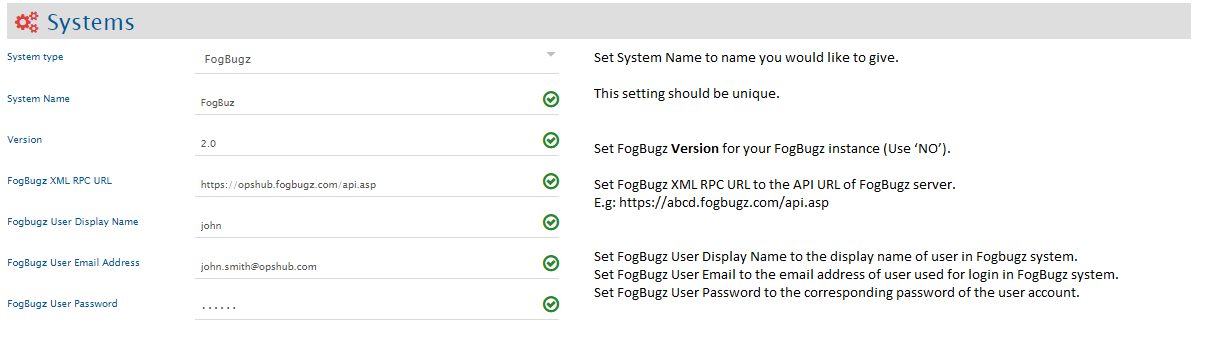 Systems
System type
FogBugz
Set System Name to name you would like to give.
System Name
FogBuz
This setting should be unique.
Version
2.0
Set FogBugz Version for your FogBugz instance (Use ‘NO’).
FogBugz XML RPC URL
https://opshub.fogbugz.com/api.asp
Set FogBugz XML RPC URL to the API URL of FogBugz server.
E.g: https://abcd.fogbugz.com/api.asp
Fogbugz User Display Name
john
FogBugz User Email Address
john.smith@opshub.com
Set FogBugz User Display Name to the display name of user in Fogbugz system.
Set FogBugz User Email to the email address of user used for login in FogBugz system.
Set FogBugz User Password to the corresponding password of the user account.
FogBugz User Password
......